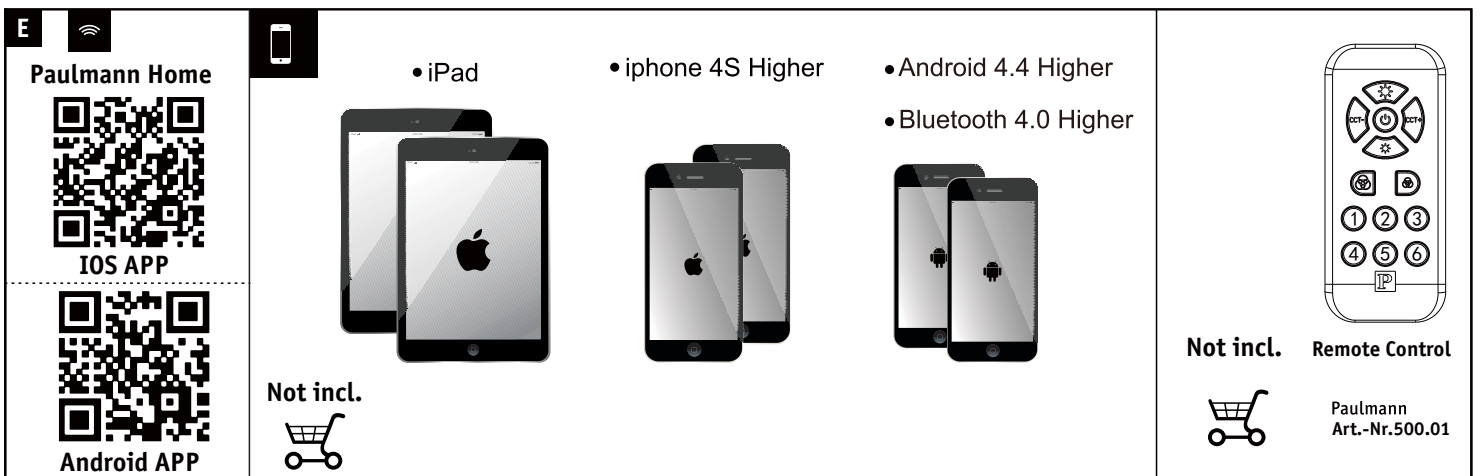 E
Paulmann Home
IOS APP
Android APP
• iPad
• iphone 4S Higher
• Android 4.4 Higher
• Bluetooth 4.0 Higher
Not incl.
CCT-
CCT+
1 2 3
4 5 6
P
Not incl.
Remote Control
Paulmann
Art.-Nr.500.01